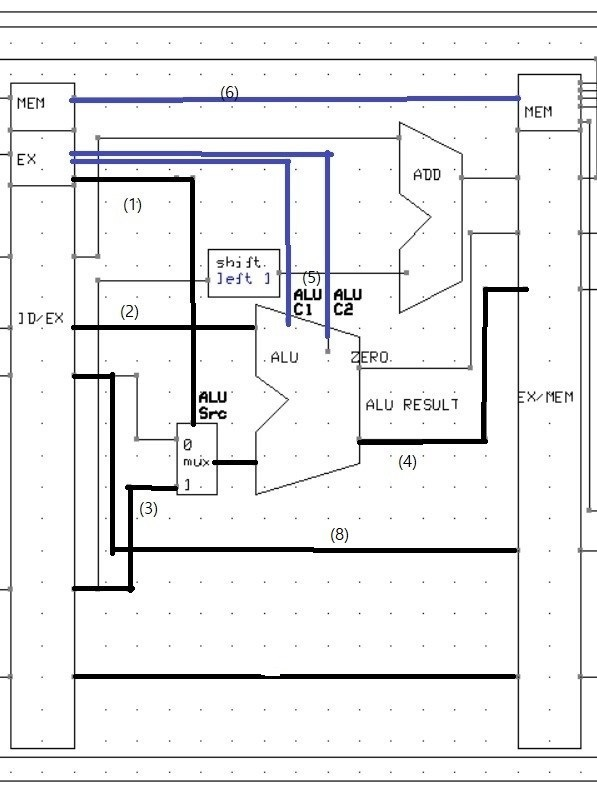 (6)
MEM
MEM
EX
ADD
(1)
shift
left 1
(5)
ALU ALU
C1 C2
(2)
ID/EX
ALU
ZERO
ALU
Src
ALU RESULT
EX/MEM
0
mux
1
(4)
(3)
(8)